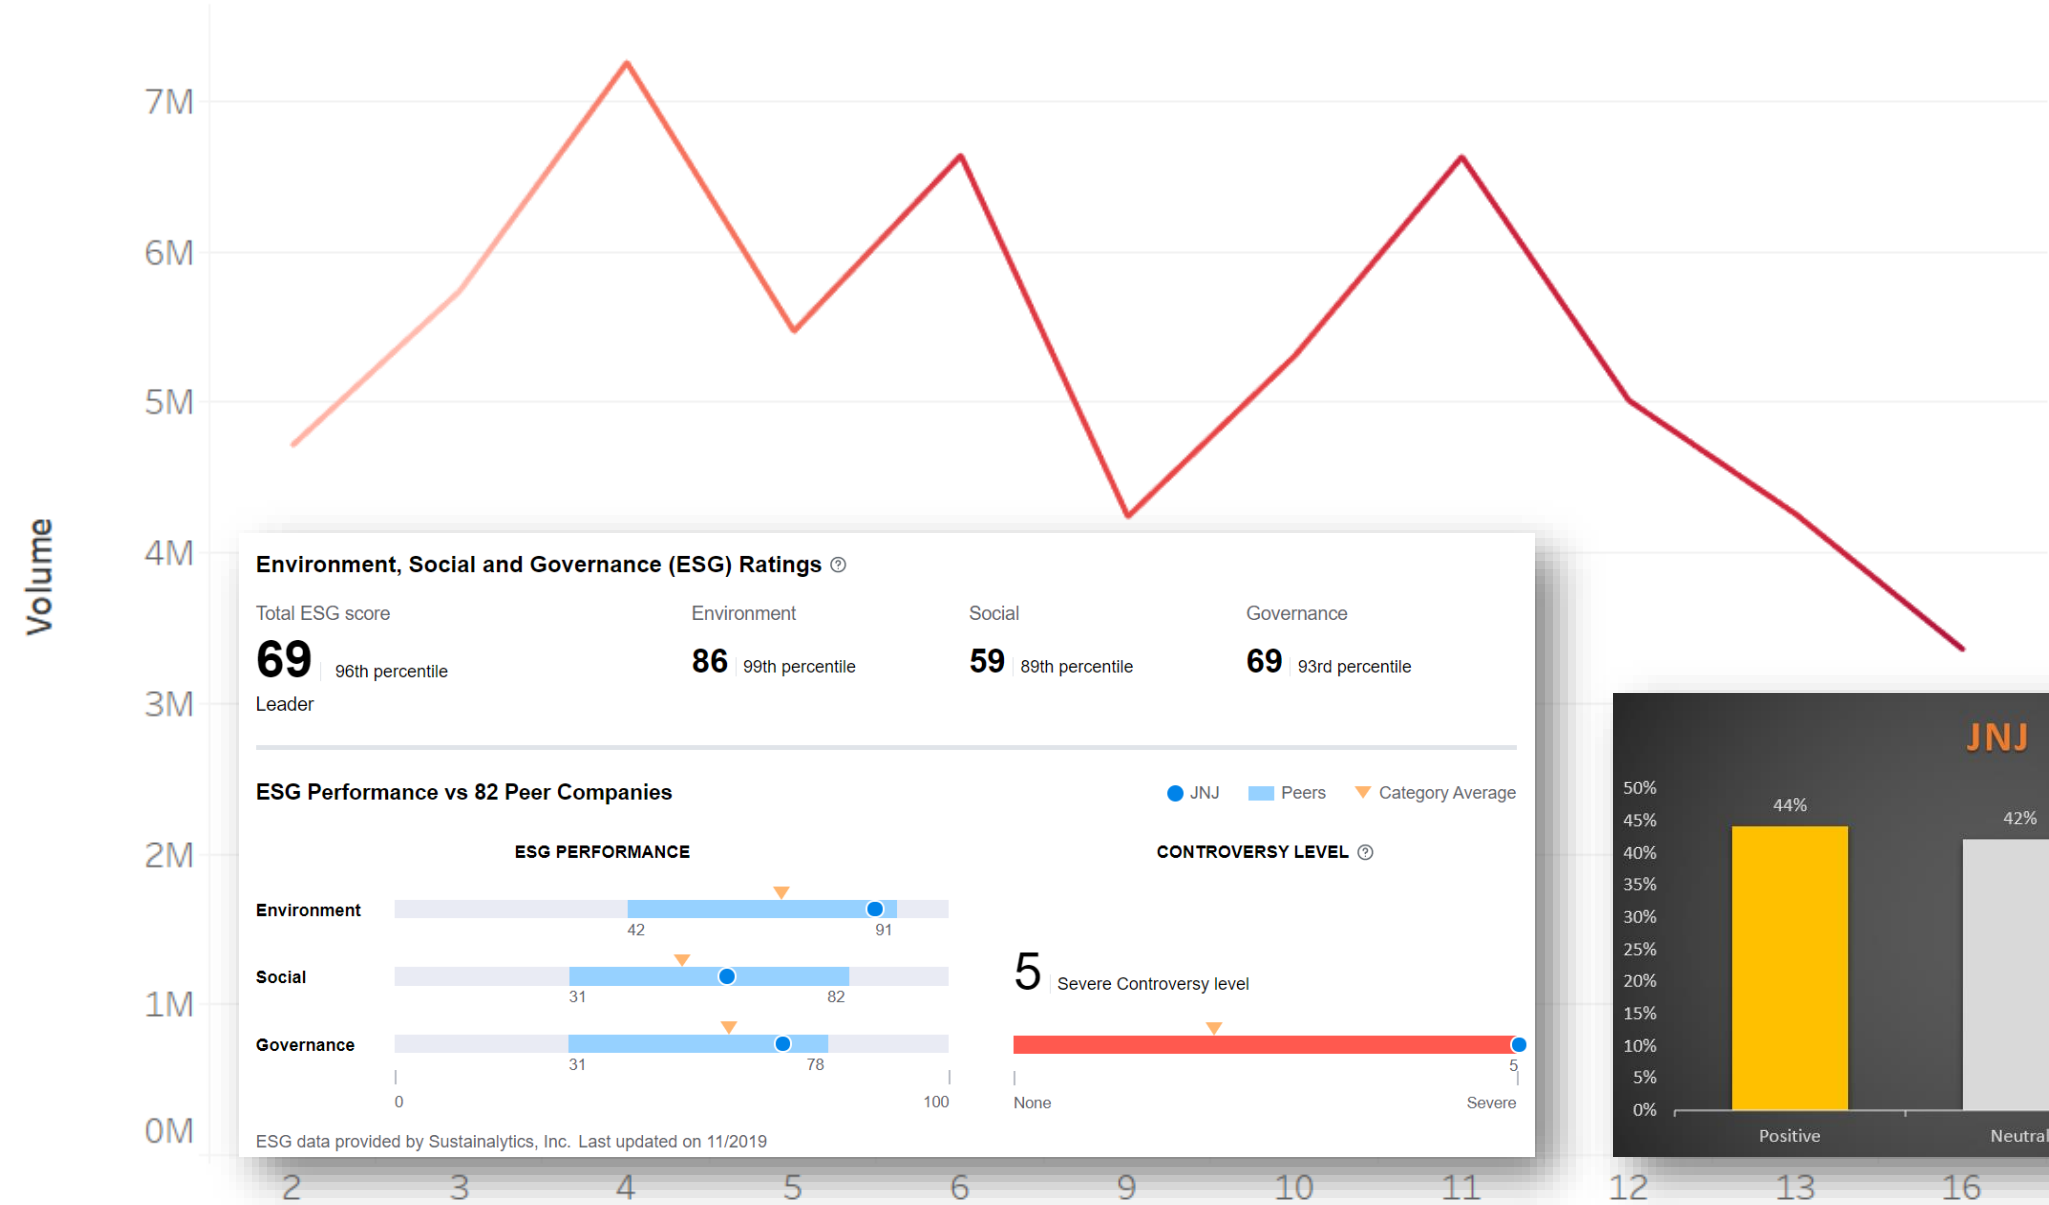 7M
6M
5M
4M
3M
2M
1M
0M
Volume
Environment, Social and Governance (ESG) Ratings ?
Total ESG score Environment Social Governance
69 96th percentile 86 99th percentile 59 89th percentile 69 93rd percentile
Leader
ESG Performance vs 82 Peer Companies JNJ Peers Category Average
ESG PERFORMANCE CONTROVERSY LEVEL ?
Environment
42 91
Social
31 82
5 Severe Controversy level
Governance
31 78
5
0 100 None Severe
ESG data provided by Sustainalytics, Inc. Last updated on 11/2019
JNJ
50%
45%
40%
35%
30%
25%
20%
15%
10%
5%
0%
44% 42%
Positive Neutral
2 3 4 5 6 9 10 11 12 13 16